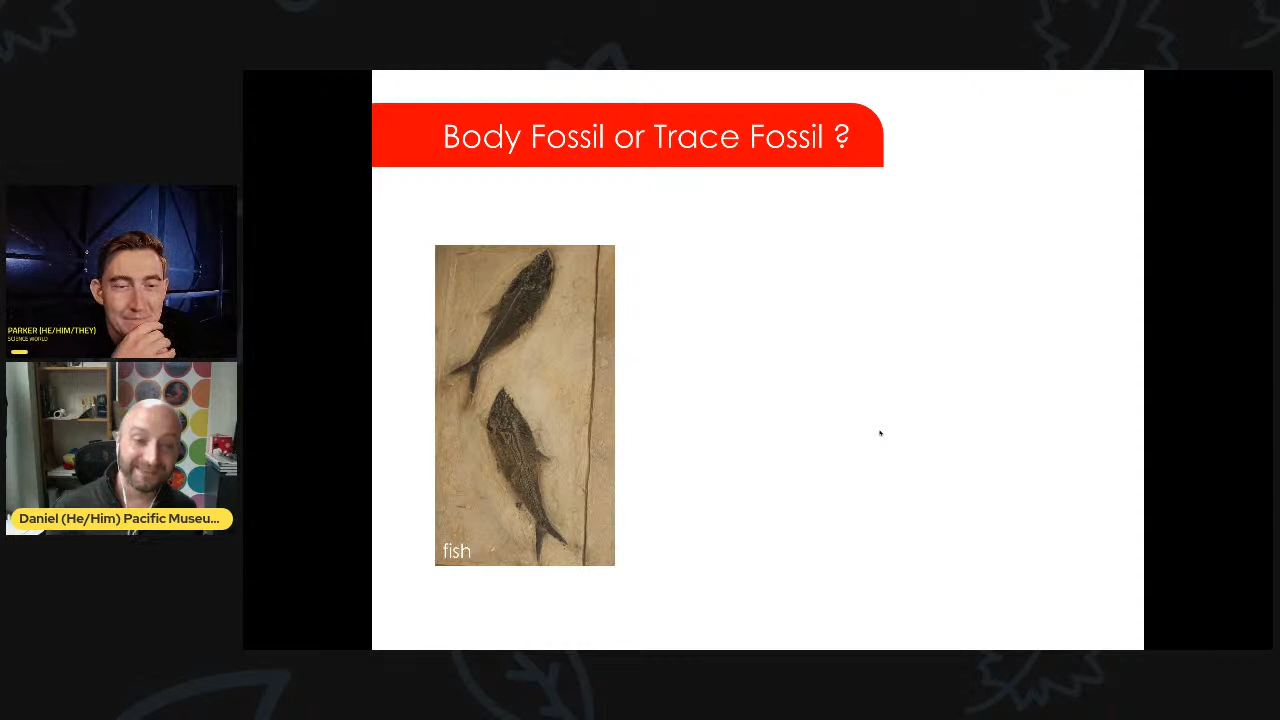 Body Fossil or Trace Fossil ?
PARKER (HE/HIM/THEY)
SCIENCE WORLD
Daniel (He/Him) Pacific Museu...
fish